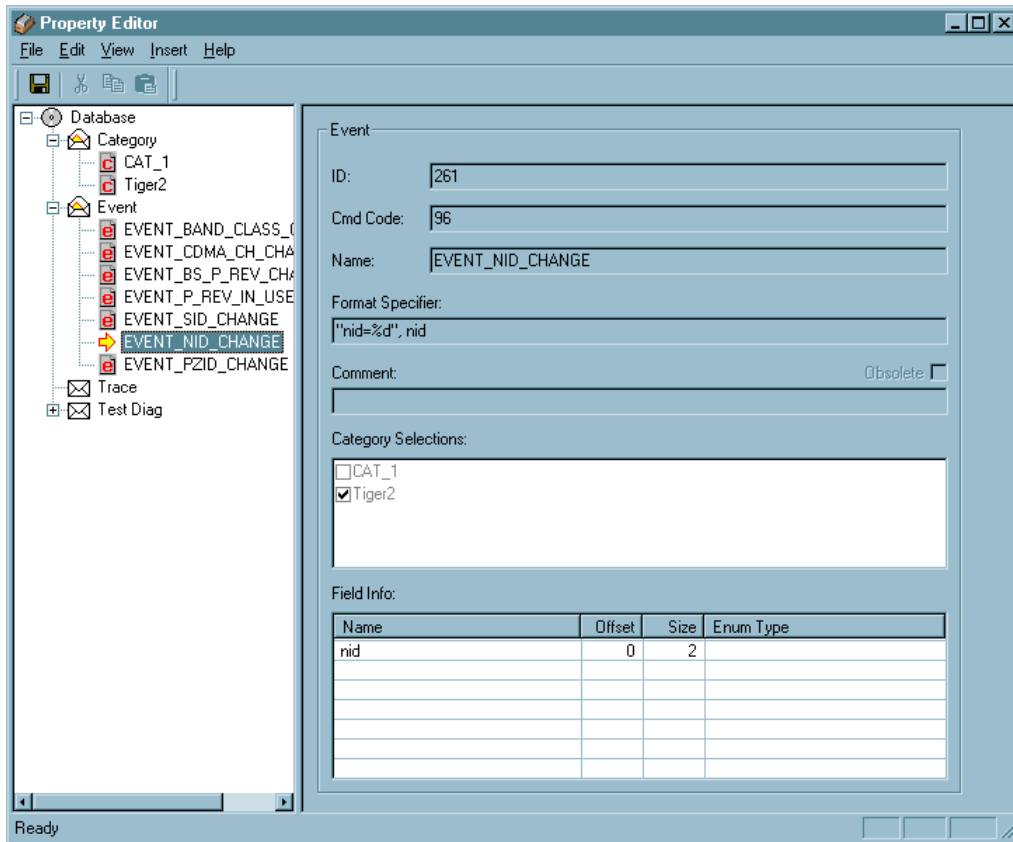 Property Editor
File Edit View Insert Help
Database
Category
CAT_1
Tiger2
Event
EVENT_BAND_CLASS_
EVENT_CDMA_CH_CHA
EVENT_BS_P_REV_CHA
EVENT_P_REV_IN_USE
EVENT_SID_CHANGE
EVENT_NID_CHANGE
EVENT_PZID_CHANGE
Trace
Test Diag
Event
ID: 261
Cmd Code: 96
Name: EVENT_NID_CHANGE
Format Specifier:
"nid=%d", nid
Comment: Obsolete
Category Selections:
CAT_1
Tiger2
Field Info:
Name Offset Size Enum Type
nid 0 2
Ready